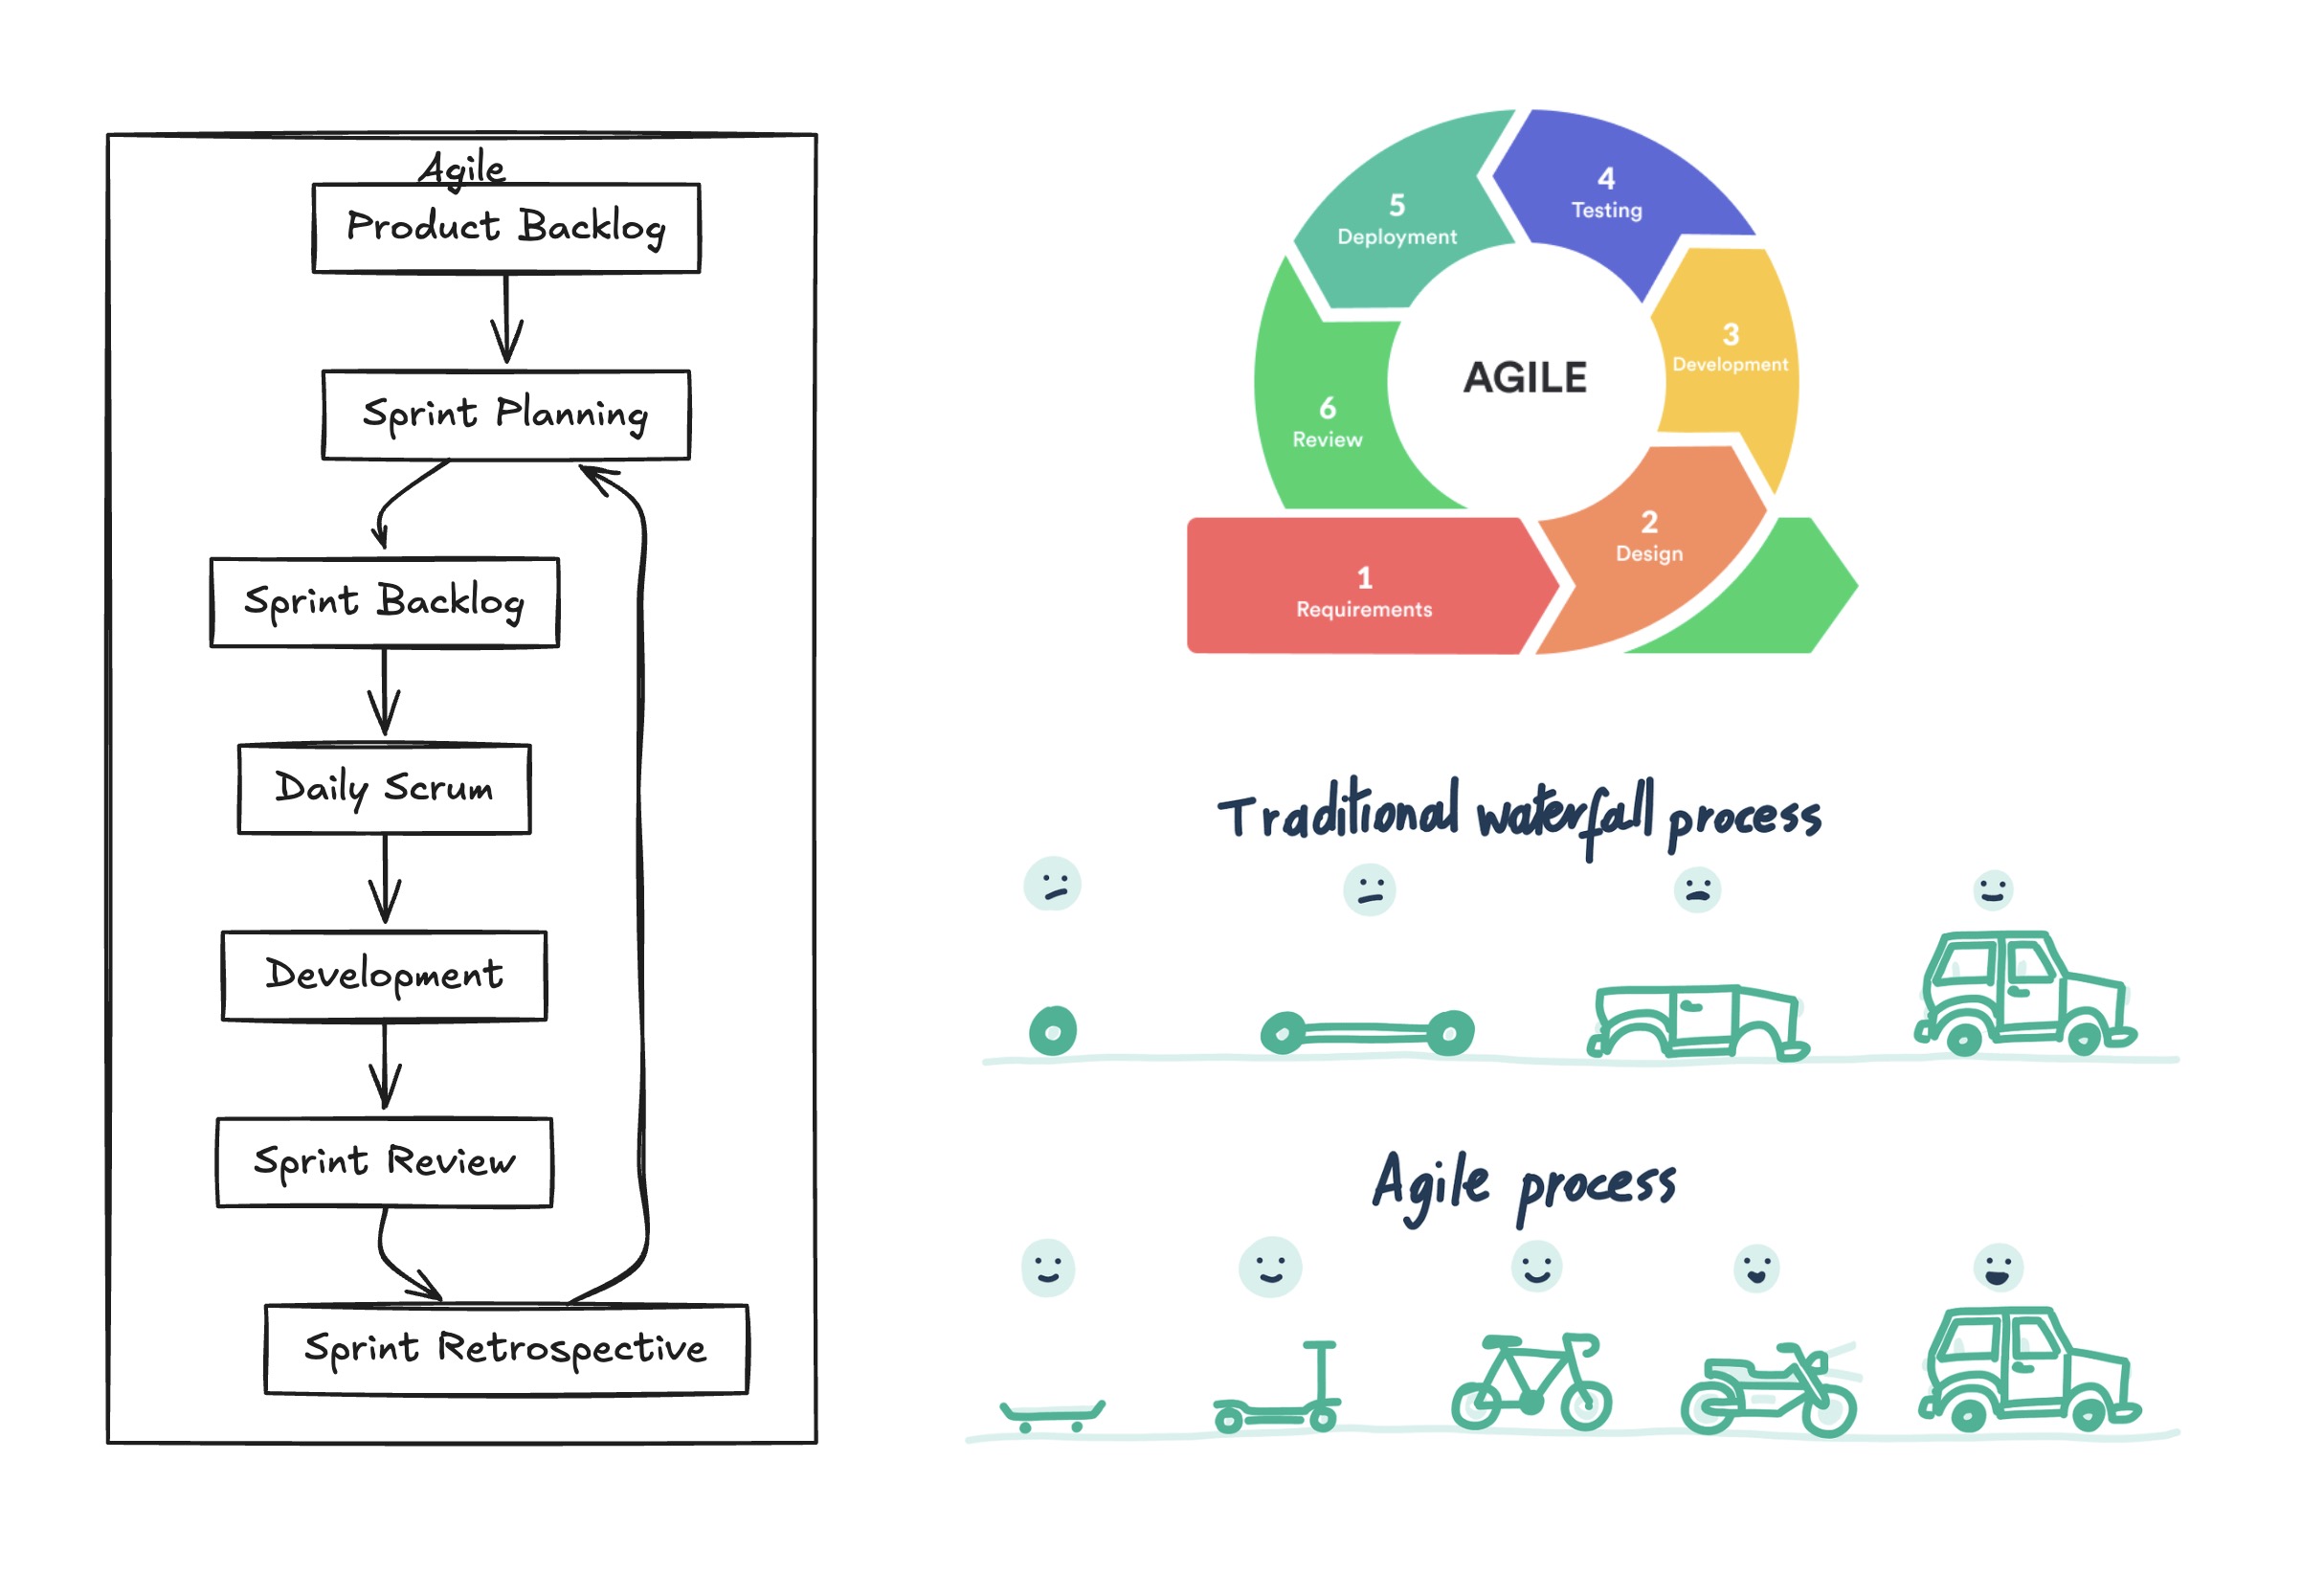 Agile
Product Backlog
Sprint Planning
Sprint Backlog
Daily Scrum
Development
Sprint Review
Sprint Retrospective
1
Requirements
2
Design
3
Development
4
Testing
5
Deployment
6
Review
AGILE
Traditional waterfall process
Agile process